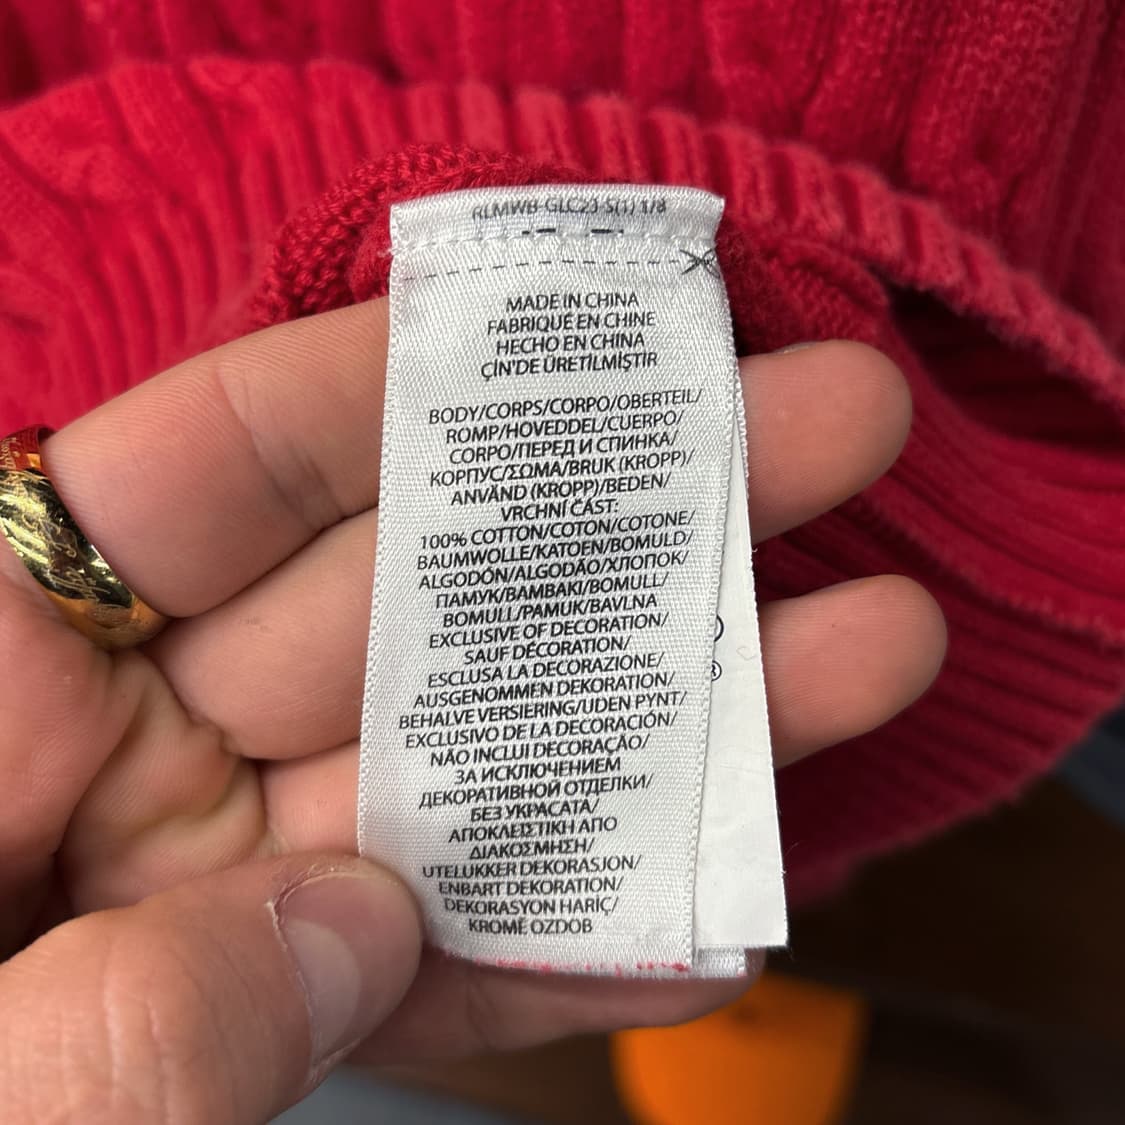 RLMWB-GLC23-S(1) 1/8
MADE IN CHINA
FABRIQUÉ EN CHINE
HECHO EN CHINA
ÇİN'DE ÜRETİLMİŞTİR
BODY/CORPS/CORPO/OBERTEIL/
ROMP/HOVEDDEL/CUERPO/
CORPO/ПЕРЕД И СПИНКА/
КОРПУС/ΣΩΜΑ/BRUK (KROPP)/
ANVÄND (KROPP)/BEDEN/
VRCHNÍ ČÁST:
100% COTTON/COTON/COTONE/
BAUMWOLLE/KATOEN/BOMULD/
ALGODÓN/ALGODÃO/ХЛОПОК/
ПАМУК/ΒΑΜΒΑΚΙ/BOMULL/
BOMULL/PAMUK/BAVLNA
EXCLUSIVE OF DECORATION/
SAUF DÉCORATION/
ESCLUSA LA DECORAZIONE/
AUSGENOMMEN DEKORATION/
BEHALVE VERSIERING/UDEN PYNT/
EXCLUSIVO DE LA DECORACIÓN/
NÃO INCLUI DECORAÇÃO/
ЗА ИСКЛЮЧЕНИЕМ
ДЕКОРАТИВНОЙ ОТДЕЛКИ/
БЕЗ УКРАСАТА/
ΑΠΟΚΛΕΙΣΤΙΚΗ ΑΠΟ
ΔΙΑΚΟΣΜΗΣΗ/
UTELUKKER DEKORASJON/
ENBART DEKORATION/
DEKORASYON HARİÇ/
KROMĚ OZDOB
®